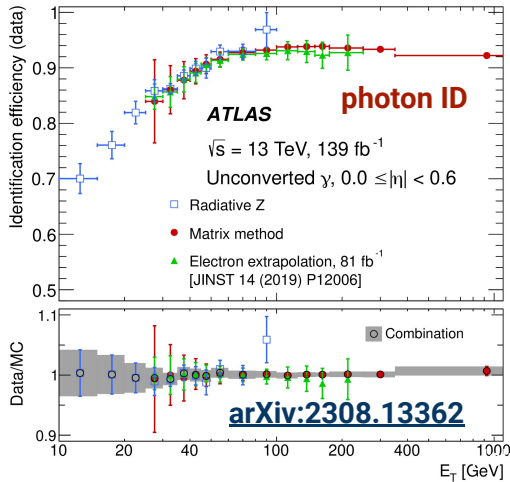 Identification efficiency (data)
1
0.9
0.8
0.7
0.6
0.5
photon ID
ATLAS
√s = 13 TeV, 139 fb⁻¹
Unconverted γ, 0.0 ≤|η| < 0.6
Radiative Z
Matrix method
Electron extrapolation, 81 fb⁻¹
[JINST 14 (2019) P12006]
Data/MC
1.1
1
0.9
Combination
arXiv:2308.13362
10 20 30 40 100 200 400 1000
E_T [GeV]